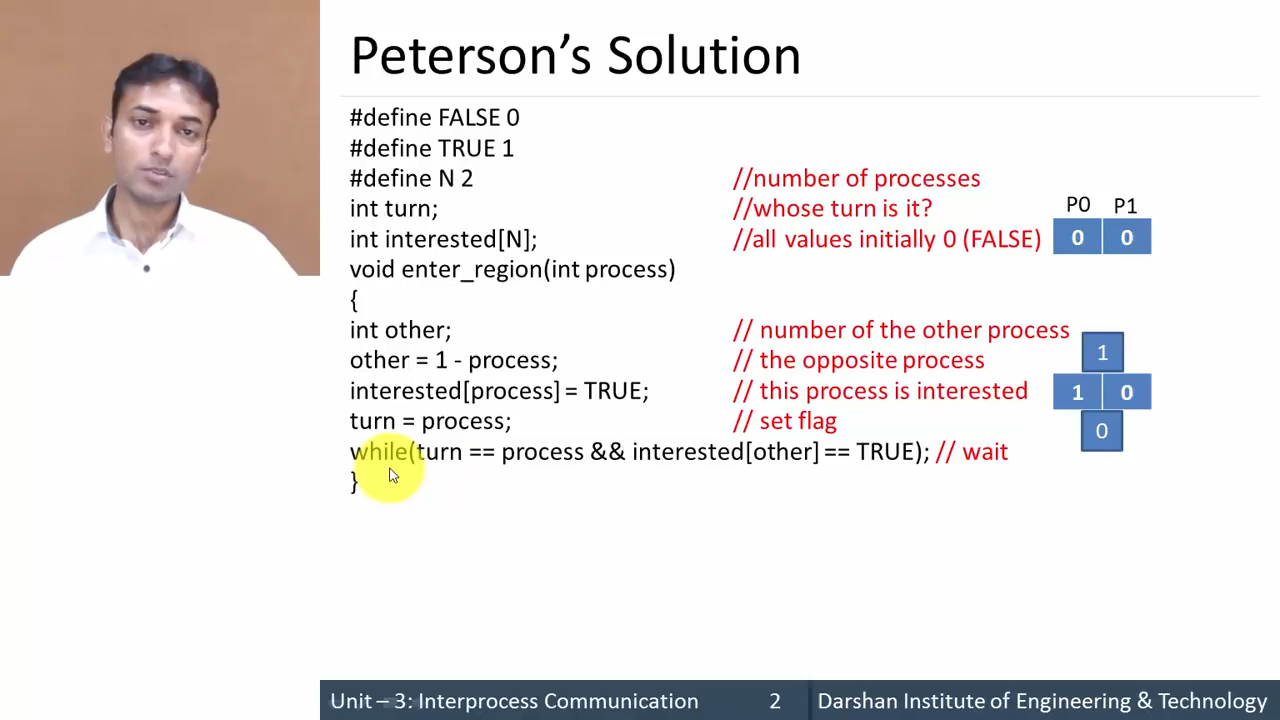 Peterson’s Solution
#define FALSE 0
#define TRUE 1
#define N 2 //number of processes
int turn; //whose turn is it?
P0 P1
int interested[N]; //all values initially 0 (FALSE) 0 0
void enter_region(int process)
{
int other; // number of the other process
other = 1 - process; // the opposite process 1
interested[process] = TRUE; // this process is interested 1 0
turn = process; // set flag 0
while(turn == process && interested[other] == TRUE); // wait
}
Unit – 3: Interprocess Communication 2 Darshan Institute of Engineering & Technology